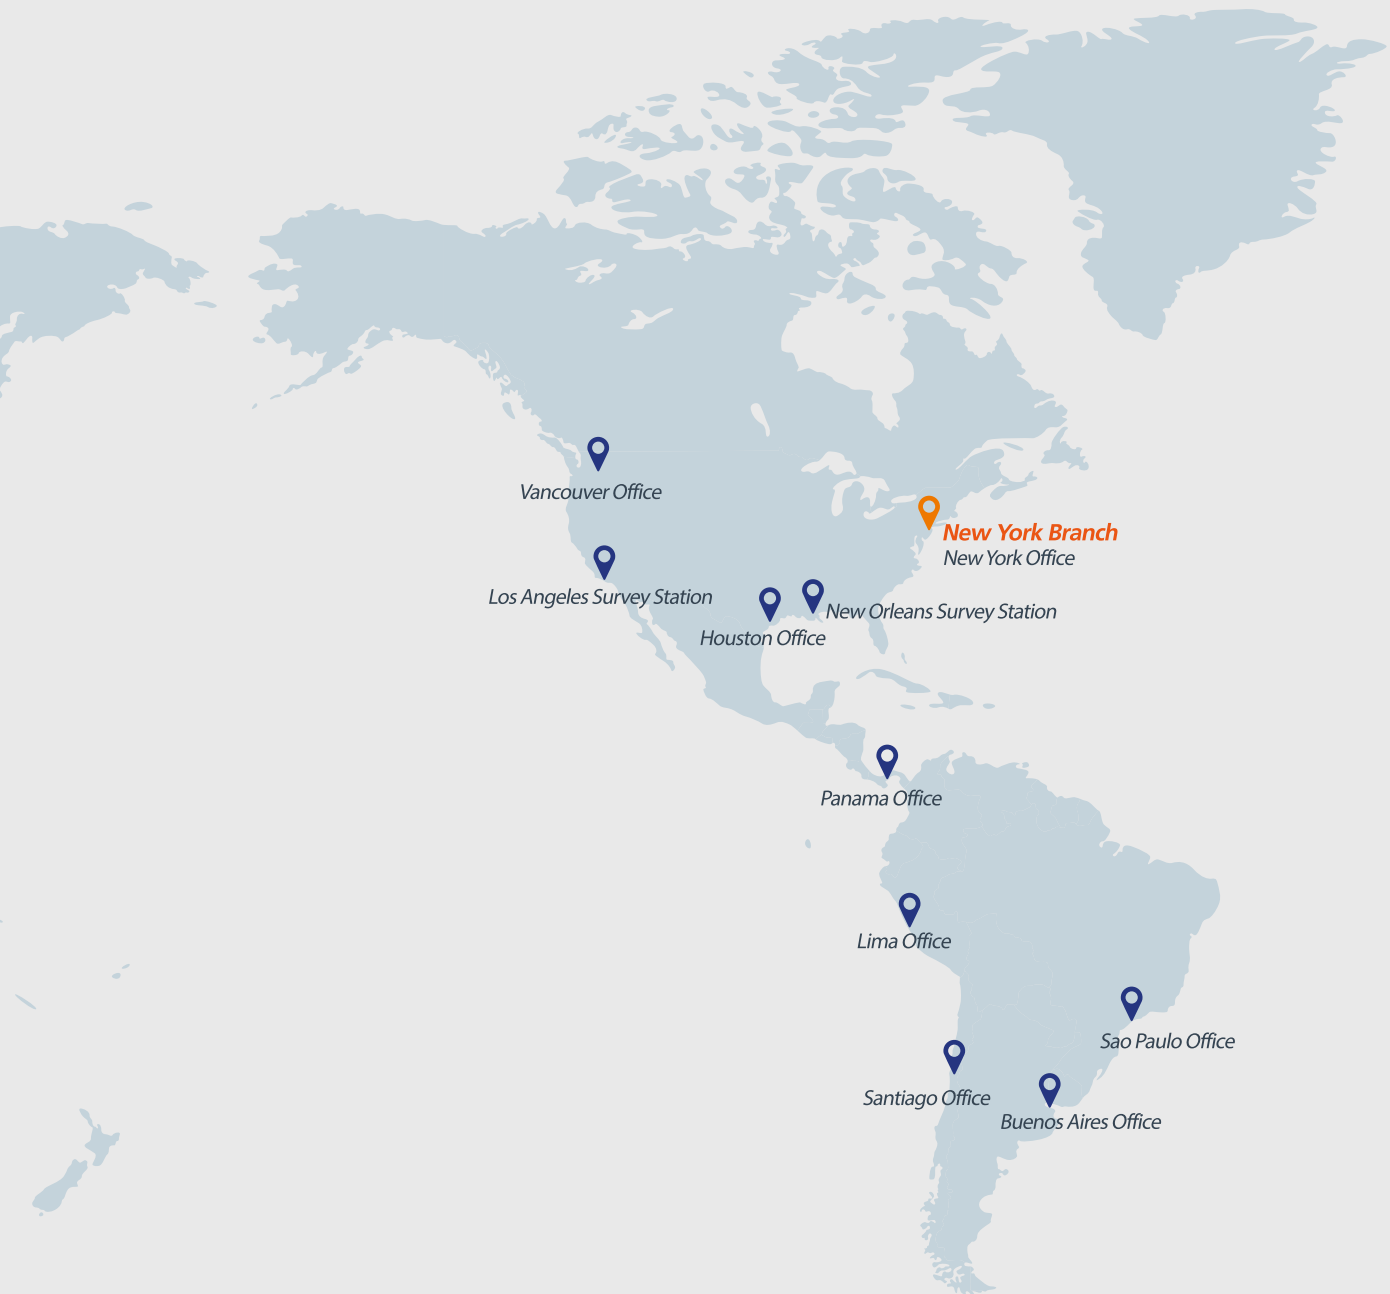 Vancouver Office
New York Branch
New York Office
Los Angeles Survey Station
New Orleans Survey Station
Houston Office
Panama Office
Lima Office
Sao Paulo Office
Santiago Office
Buenos Aires Office